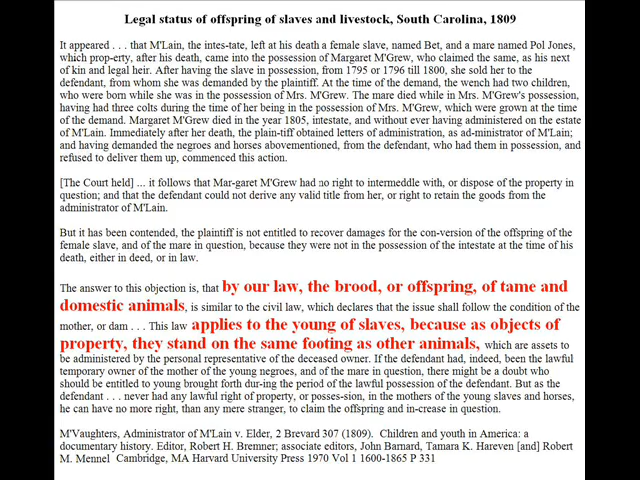 Legal status of offspring of slaves and livestock, South Carolina, 1809
It appeared . . . that M'Lain, the intes-tate, left at his death a female slave, named Bet, and a mare named Pol Jones,
which prop-erty, after his death, came into the possession of Margaret M'Grew, who claimed the same, as his next
of kin and legal heir. After having the slave in possession, from 1795 or 1796 till 1800, she sold her to the
defendant, from whom she was demanded by the plaintiff. At the time of the demand, the wench had two children,
who were born while she was in the possession of Mrs. M'Grew. The mare died while in Mrs. M'Grew's possession,
having had three colts during the time of her being in the possession of Mrs. M'Grew, which were grown at the time
of the demand. Margaret M'Grew died in the year 1805, intestate, and without ever having administered on the estate
of M'Lain. Immediately after her death, the plain-tiff obtained letters of administration, as ad-ministrator of M'Lain;
and having demanded the negroes and horses abovementioned, from the defendant, who had them in possession, and
refused to deliver them up, commenced this action.
[The Court held] ... it follows that Mar-garet M'Grew had no right to intermeddle with, or dispose of the property in
question; and that the defendant could not derive any valid title from her, or right to retain the goods from the
administrator of M'Lain.
But it has been contended, the plaintiff is not entitled to recover damages for the con-version of the offspring of the
female slave, and of the mare in question, because they were not in the possession of the intestate at the time of his
death, either in deed, or in law.
The answer to this objection is, that by our law, the brood, or offspring, of tame and
domestic animals, is similar to the civil law, which declares that the issue shall follow the condition of the
mother, or dam . . . This law applies to the young of slaves, because as objects of
property, they stand on the same footing as other animals, which are assets to
be administered by the personal representative of the deceased owner. If the defendant had, indeed, been the lawful
temporary owner of the mother of the young negroes, and of the mare in question, there might be a doubt who
should be entitled to young brought forth dur-ing the period of the lawful possession of the defendant. But as the
defendant . . . never had any lawful right of property, or posses-sion, in the mothers of the young slaves and horses,
he can have no more right, than any mere stranger, to claim the offspring and in-crease in question.
M'Vaughters, Administrator of M'Lain v. Elder, 2 Brevard 307 (1809). Children and youth in America: a
documentary history. Editor, Robert H. Bremner; associate editors, John Barnard, Tamara K. Hareven [and] Robert
M. Mennel Cambridge, MA Harvard University Press 1970 Vol 1 1600-1865 P 331